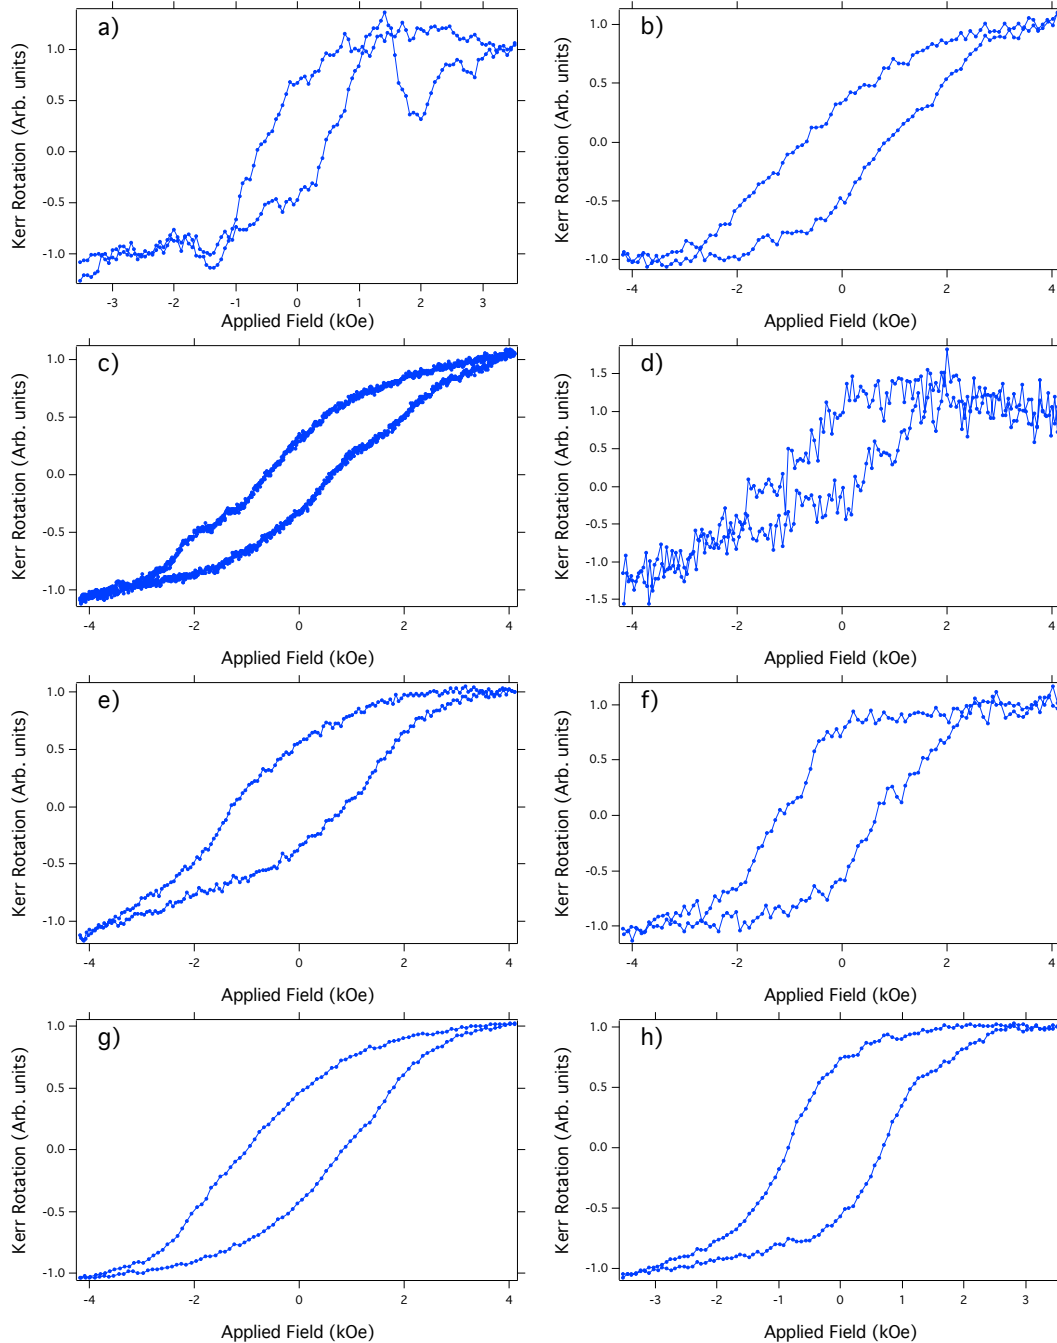 a)
Kerr Rotation (Arb. units)
1.0
0.5
0.0
-0.5
-1.0
-3 -2 -1 0 1 2 3
Applied Field (kOe)
b)
Kerr Rotation (Arb. units)
1.0
0.5
0.0
-0.5
-1.0
-4 -2 0 2 4
Applied Field (kOe)
c)
Kerr Rotation (Arb. units)
1.0
0.5
0.0
-0.5
-1.0
-4 -2 0 2 4
Applied Field (kOe)
d)
Kerr Rotation (Arb. units)
1.5
1.0
0.5
0.0
-0.5
-1.0
-1.5
-4 -2 0 2 4
Applied Field (kOe)
e)
Kerr Rotation (Arb. units)
1.0
0.5
0.0
-0.5
-1.0
-4 -2 0 2 4
Applied Field (kOe)
f)
Kerr Rotation (Arb. units)
1.0
0.5
0.0
-0.5
-1.0
-4 -2 0 2 4
Applied Field (kOe)
g)
Kerr Rotation (Arb. units)
1.0
0.5
0.0
-0.5
-1.0
-4 -2 0 2 4
Applied Field (kOe)
h)
Kerr Rotation (Arb. units)
1.0
0.5
0.0
-0.5
-1.0
-3 -2 -1 0 1 2 3
Applied Field (kOe)